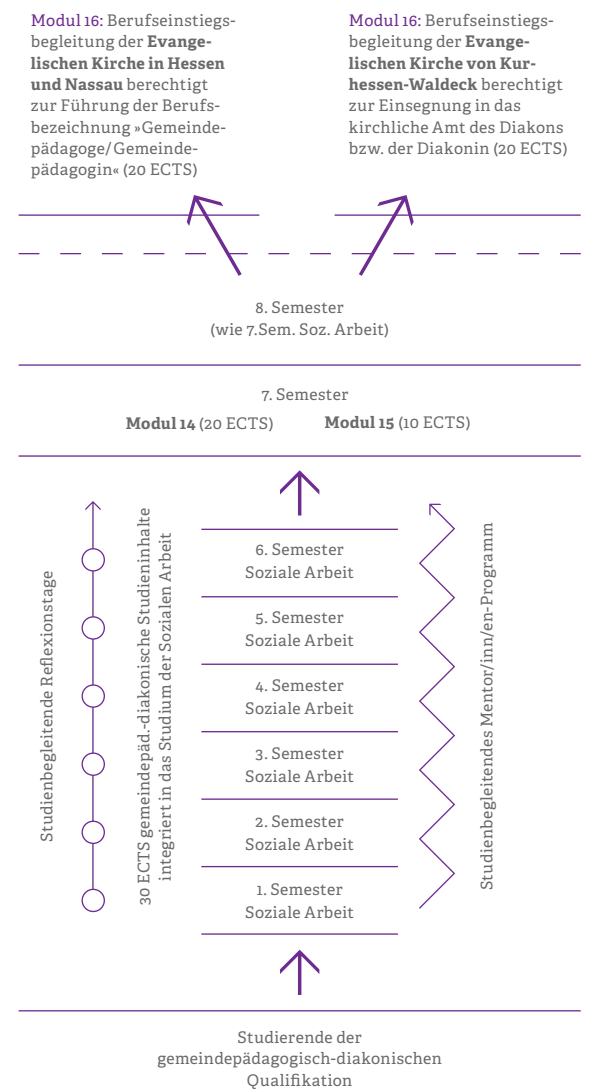 Modul 16: Berufseinstiegs-
begleitung der Evange-
lischen Kirche in Hessen
und Nassau berechtigt
zur Führung der Berufs-
bezeichnung »Gemeinde-
pädagoge/Gemeinde-
pädagogin« (20 ECTS)
Modul 16: Berufseinstiegs-
begleitung der Evange-
lischen Kirche von Kur-
hessen-Waldeck berechtigt
zur Einsegnung in das
kirchliche Amt des Diakons
bzw. der Diakonin (20 ECTS)
8. Semester
(wie 7.Sem. Soz. Arbeit)
7. Semester
Modul 14 (20 ECTS) Modul 15 (10 ECTS)
Studienbegleitende Reflexionstage
30 ECTS gemeindepäd.-diakonische Studieninhalte
integriert in das Studium der Sozialen Arbeit
6. Semester
Soziale Arbeit
5. Semester
Soziale Arbeit
4. Semester
Soziale Arbeit
3. Semester
Soziale Arbeit
2. Semester
Soziale Arbeit
1. Semester
Soziale Arbeit
Studienbegleitendes Mentor/inn/en-Programm
Studierende der
gemeindepädagogisch-diakonischen
Qualifikation